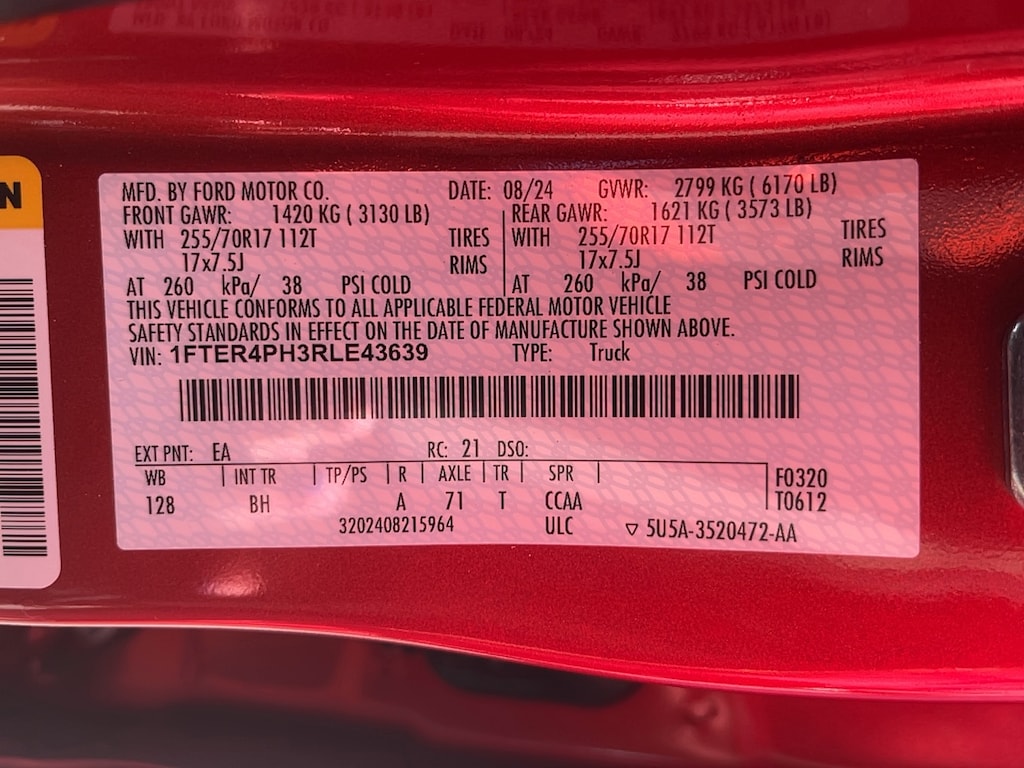 N
MFD. BY FORD MOTOR CO. DATE: 08/24 GVWR: 2799 KG ( 6170 LB)
FRONT GAWR: 1420 KG ( 3130 LB) REAR GAWR: 1621 KG ( 3573 LB)
WITH 255/70R17 112T TIRES WITH 255/70R17 112T TIRES
17x7.5J RIMS 17x7.5J RIMS
AT 260 kPa/ 38 PSI COLD AT 260 kPa/ 38 PSI COLD
THIS VEHICLE CONFORMS TO ALL APPLICABLE FEDERAL MOTOR VEHICLE
SAFETY STANDARDS IN EFFECT ON THE DATE OF MANUFACTURE SHOWN ABOVE.
VIN: 1FTER4PH3RLE43639 TYPE: Truck
EXT PNT: EA RC: 21 DSO:
WB INT TR TP/PS R AXLE TR SPR F0320
128 BH A 71 T CCAA T0612
3202408215964 ULC ▽ 5U5A-3520472-AA